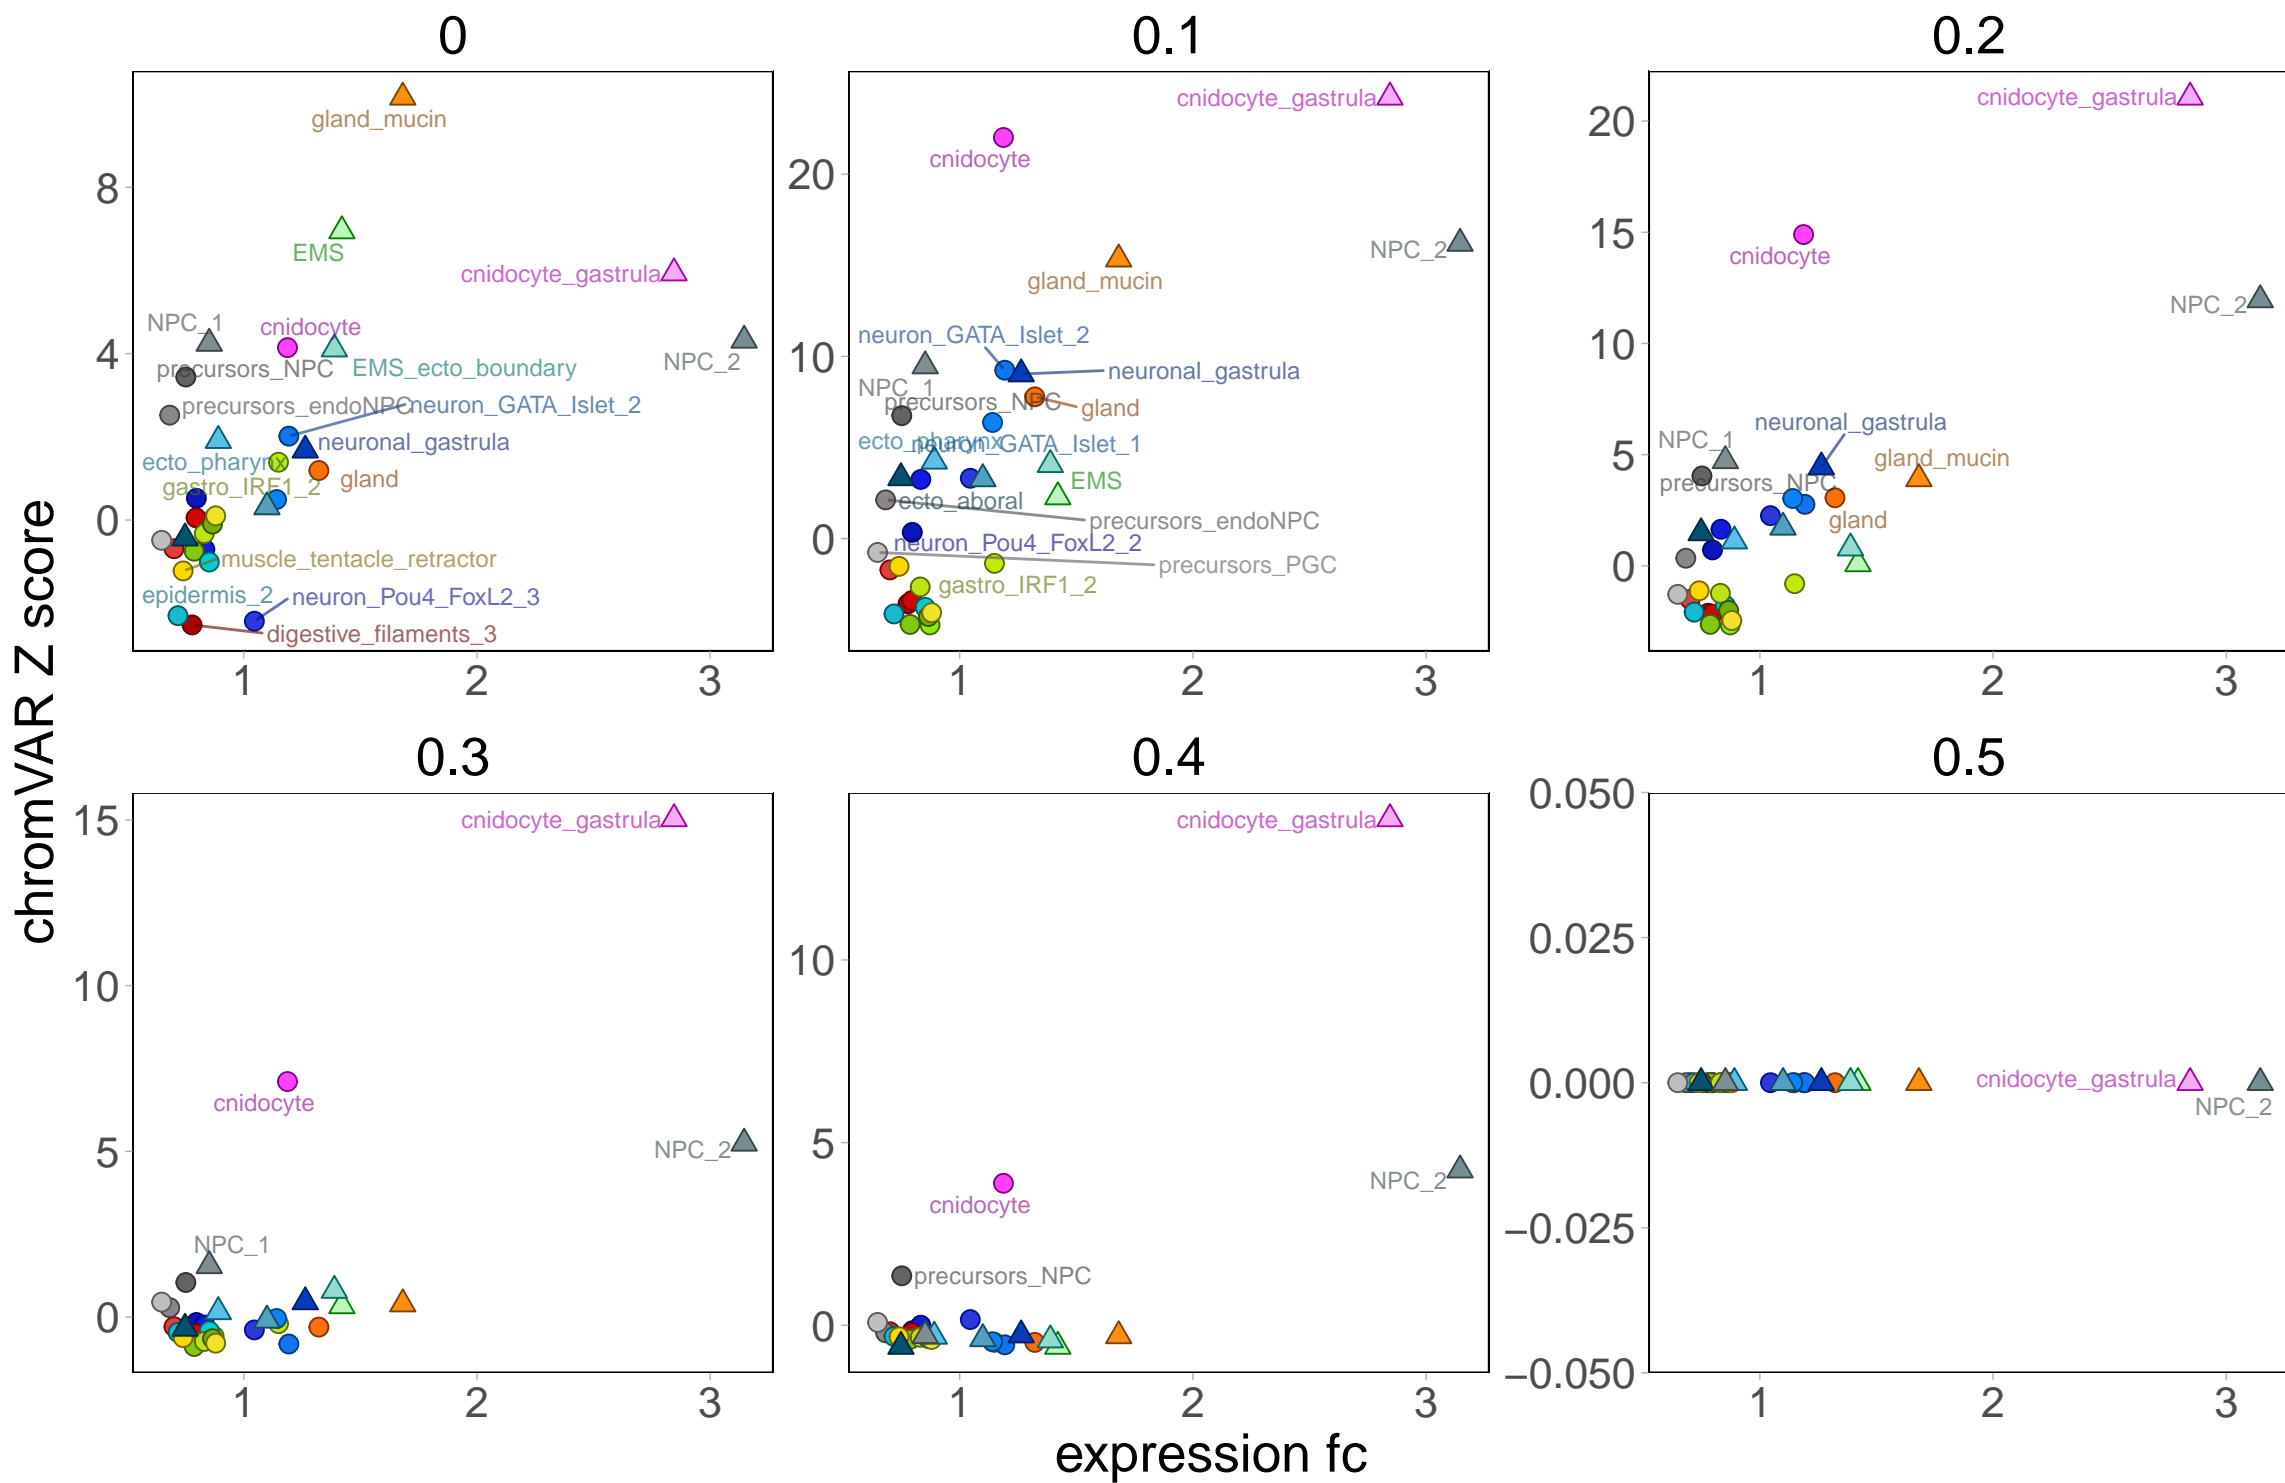 0
0.1
0.2
gland_mucin
EMS
cnidocyte_gastrula
NPC_1
cnidocyte
precursors_NPC
EMS_ecto_boundary
NPC_2
precursors_endoNPC
neuron_GATA_Islet_2
neuronal_gastrula
ecto_pharynx
gastro_IRF1_2
gland
muscle_tentacle_retractor
epidermis_2
neuron_Pou4_FoxL2_3
digestive_filaments_3
8
4
0
1
2
3
cnidocyte_gastrula
cnidocyte
NPC_2
gland_mucin
neuron_GATA_Islet_2
neuronal_gastrula
NPC_1
precursors_NPC
gland
ecto_pharynx
neuron_GATA_Islet_1
EMS
ecto_aboral
precursors_endoNPC
neuron_Pou4_FoxL2_2
precursors_PGC
gastro_IRF1_2
20
10
0
1
2
3
cnidocyte_gastrula
cnidocyte
NPC_2
neuronal_gastrula
NPC_1
gland_mucin
precursors_NPC
gland
20
15
10
5
0
1
2
3
chromVAR Z score
0.3
0.4
0.5
cnidocyte_gastrula
cnidocyte
NPC_2
NPC_1
15
10
5
0
1
2
3
cnidocyte_gastrula
NPC_2
cnidocyte
precursors_NPC
10
5
0
1
2
3
cnidocyte_gastrula
NPC_2
0.050
0.025
0.000
−0.025
−0.050
1
2
3
expression fc